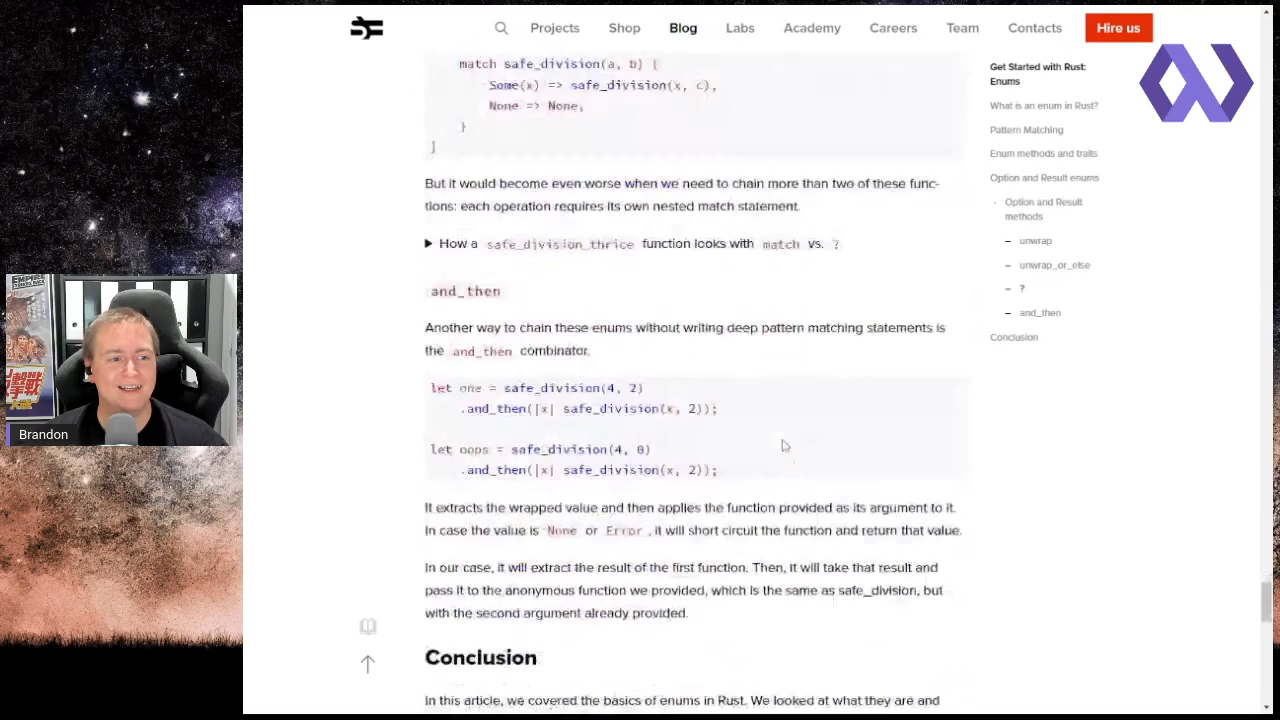 Projects Shop Blog Labs Academy Careers Team Contacts Hire us
match safe_division(a, b) {
Some(x) => safe_division(x, c),
None => None,
}
]
But it would become even worse when we need to chain more than two of these func-
tions: each operation requires its own nested match statement.
How a safe_division_thrice function looks with match vs. ?
and_then
Another way to chain these enums without writing deep pattern matching statements is
the and_then combinator.
let one = safe_division(4, 2)
.and_then(|x| safe_division(x, 2));
let oops = safe_division(4, 0)
.and_then(|x| safe_division(x, 2));
It extracts the wrapped value and then applies the function provided as its argument to it.
In case the value is None or Error, it will short circuit the function and return that value.
In our case, it will extract the result of the first function. Then, it will take that result and
pass it to the anonymous function we provided, which is the same as safe_division, but
with the second argument already provided.
Conclusion
In this article, we covered the basics of enums in Rust. We looked at what they are and
Get Started with Rust:
Enums
What is an enum in Rust?
Pattern Matching
Enum methods and traits
Option and Result enums
Option and Result
methods
– unwrap
– unwrap_or_else
– ?
– and_then
Conclusion
EMPIRE
擊戰
Brandon